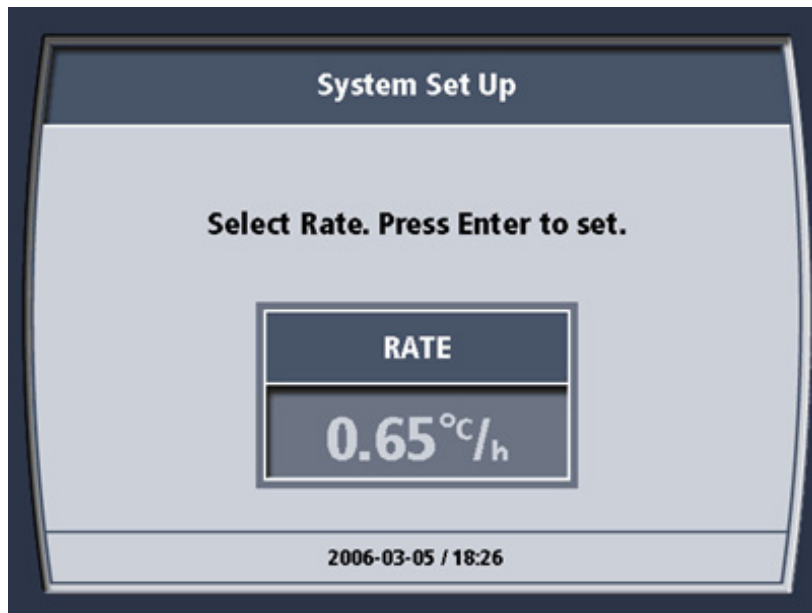 System Set Up
Select Rate. Press Enter to set.
RATE
0.65°C/h
2006-03-05 / 18:26